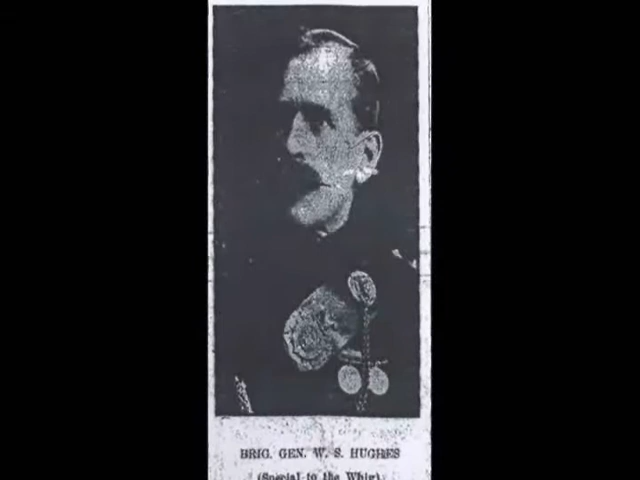 BRIG. GEN. W. S. HUGHES
(Special to the Whig)